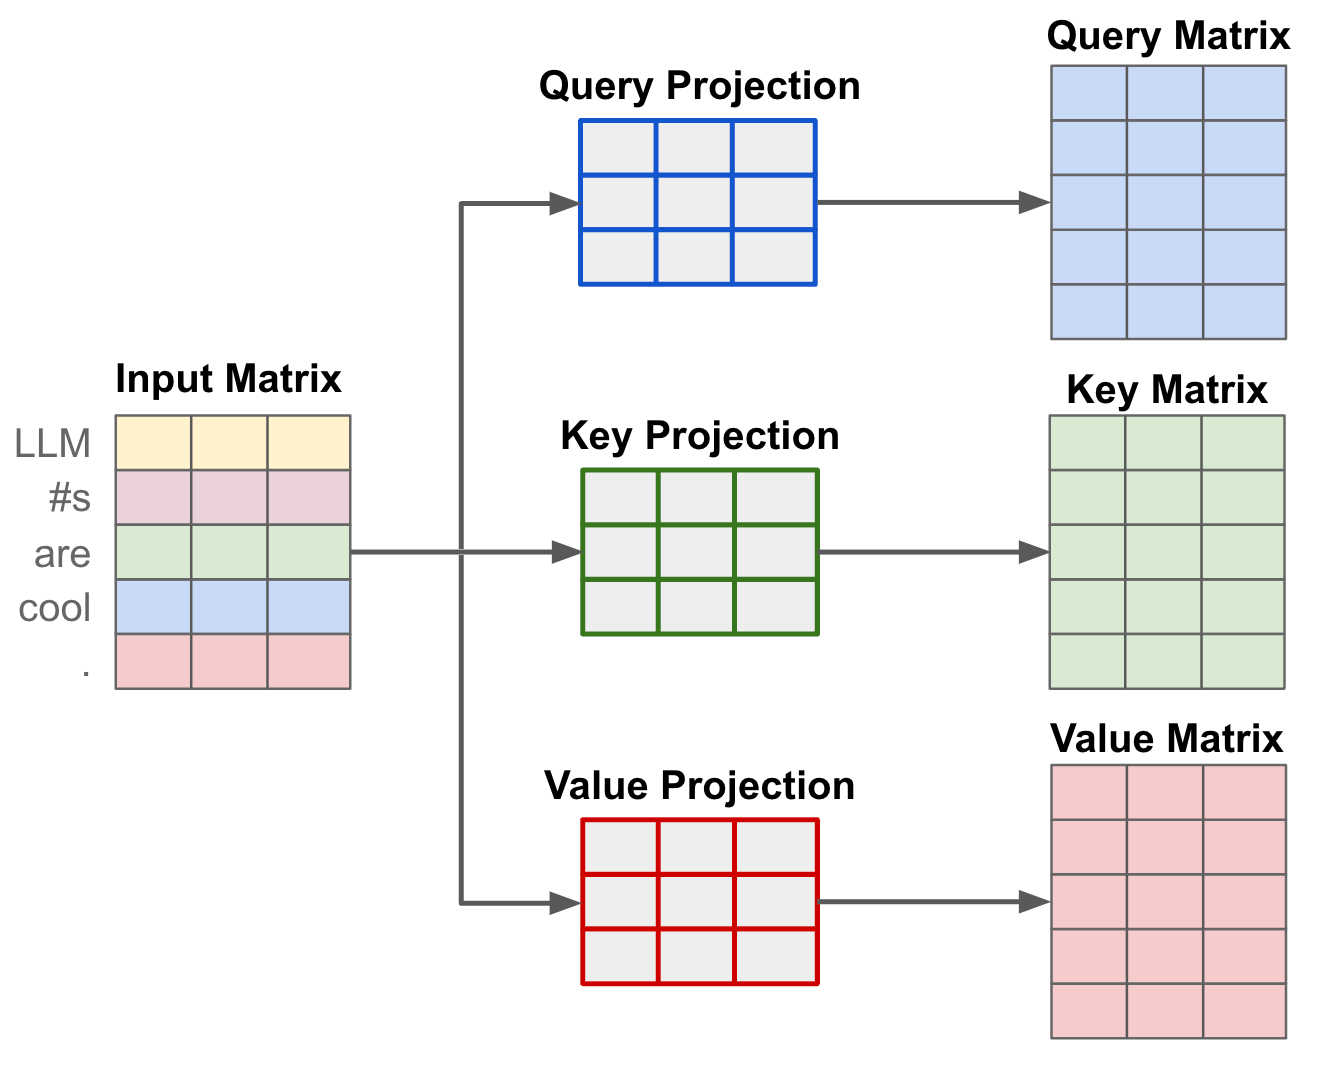 Query Matrix
Query Projection
Input Matrix
LLM
#s
are
cool
.
Key Matrix
Key Projection
Value Matrix
Value Projection